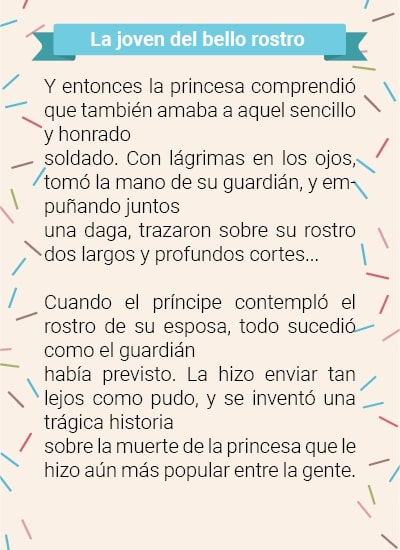 La joven del bello rostro
Y entonces la princesa comprendió
que también amaba a aquel sencillo
y honrado
soldado. Con lágrimas en los ojos,
tomó la mano de su guardián, y em-
puñando juntos
una daga, trazaron sobre su rostro
dos largos y profundos cortes...
Cuando el príncipe contempló el
rostro de su esposa, todo sucedió
como el guardián
había previsto. La hizo enviar tan
lejos como pudo, y se inventó una
trágica historia
sobre la muerte de la princesa que le
hizo aún más popular entre la gente.